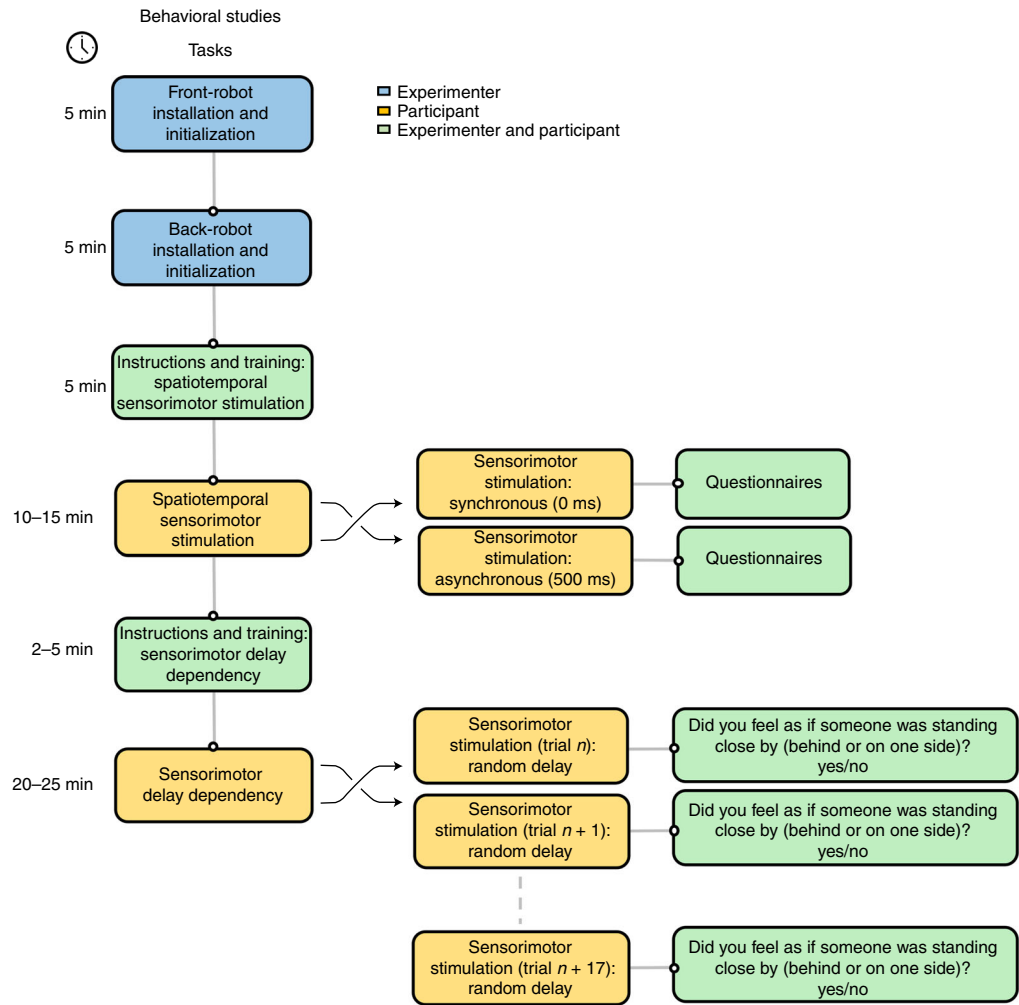 Behavioral studies
Tasks
Experimenter
Participant
Experimenter and participant
5 min
Front-robot
installation and
initialization
5 min
Back-robot
installation and
initialization
5 min
Instructions and training:
spatiotemporal
sensorimotor stimulation
10–15 min
Spatiotemporal
sensorimotor
stimulation
Sensorimotor
stimulation:
synchronous (0 ms)
Questionnaires
Sensorimotor
stimulation:
asynchronous (500 ms)
Questionnaires
2–5 min
Instructions and training:
sensorimotor delay
dependency
20–25 min
Sensorimotor
delay dependency
Sensorimotor
stimulation (trial n):
random delay
Did you feel as if someone was standing
close by (behind or on one side)?
yes/no
Sensorimotor
stimulation (trial n + 1):
random delay
Did you feel as if someone was standing
close by (behind or on one side)?
yes/no
Sensorimotor
stimulation (trial n + 17):
random delay
Did you feel as if someone was standing
close by (behind or on one side)?
yes/no